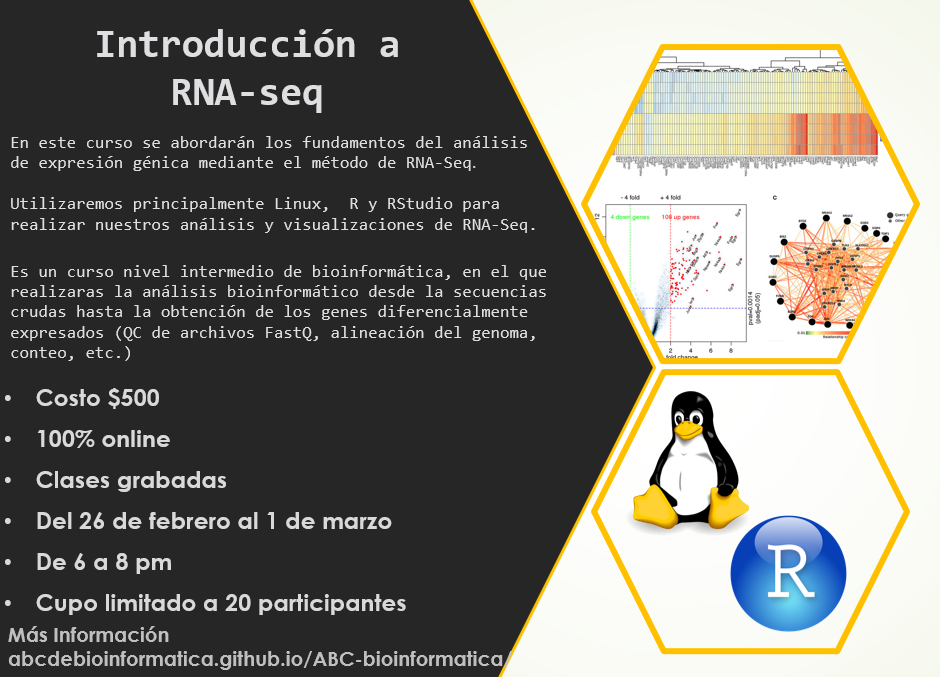 Introducción a
RNA-seq
En este curso se abordarán los fundamentos del análisis
de expresión génica mediante el método de RNA-Seq.
Utilizaremos principalmente Linux,  R y RStudio para
realizar nuestros análisis y visualizaciones de RNA-Seq.
Es un curso nivel intermedio de bioinformática, en el que
realizaras la análisis bioinformático desde la secuencias
crudas hasta la obtención de los genes diferencialmente
expresados (QC de archivos FastQ, alineación del genoma,
conteo, etc.)
• Costo $500
• 100% online
• Clases grabadas
• Del 26 de febrero al 1 de marzo
• De 6 a 8 pm
• Cupo limitado a 20 participantes
Más Información
abcdebioinformatica.github.io/ABC-bioinformatica/
- 4 fold + 4 fold
4 down genes 108 up genes
12
pval=0.0014
(padj=0.05)
2 4 6 8
fold change
C
R